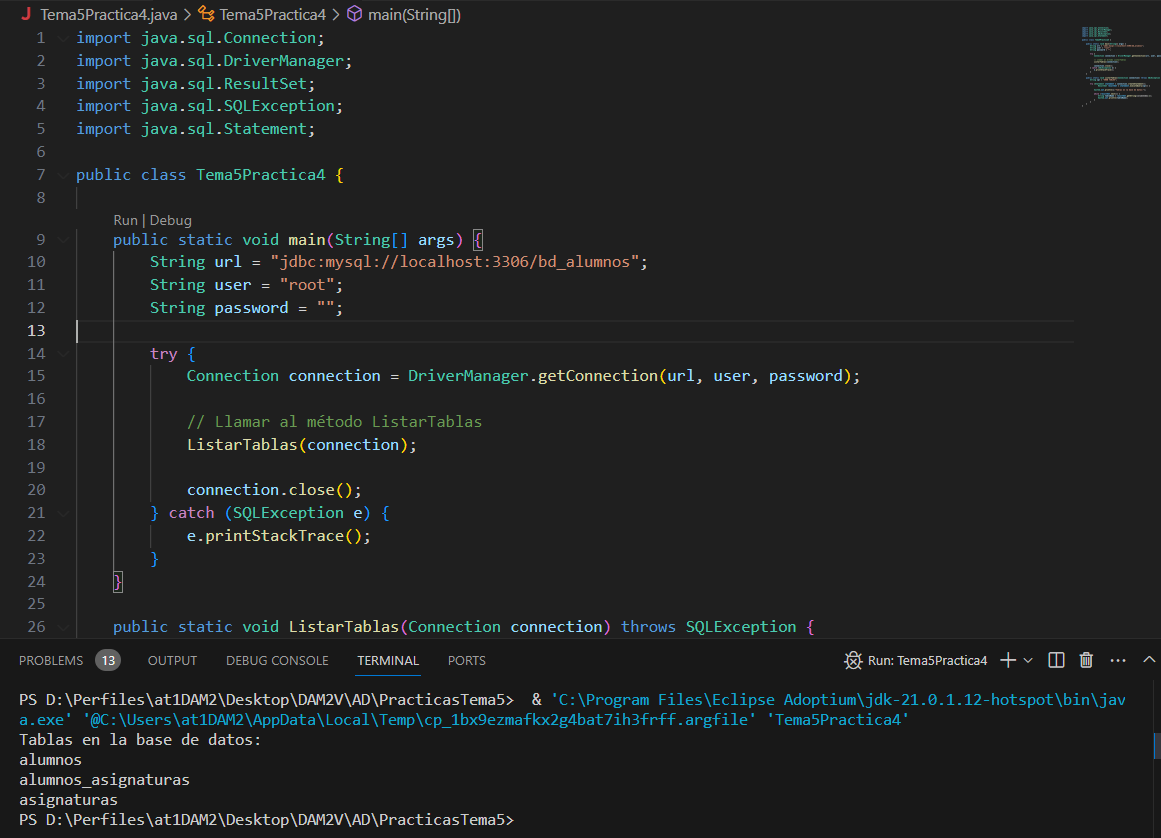 Tema5Practica4.java > Tema5Practica4 > main(String[])
1 import java.sql.Connection;
2 import java.sql.DriverManager;
3 import java.sql.ResultSet;
4 import java.sql.SQLException;
5 import java.sql.Statement;
6
7 public class Tema5Practica4 {
8
Run | Debug
9 public static void main(String[] args) {
10 String url = "jdbc:mysql://localhost:3306/bd_alumnos";
11 String user = "root";
12 String password = "";
13
14 try {
15 Connection connection = DriverManager.getConnection(url, user, password);
16
17 // Llamar al método ListarTablas
18 ListarTablas(connection);
19
20 connection.close();
21 } catch (SQLException e) {
22 e.printStackTrace();
23 }
24 }
25
26 public static void ListarTablas(Connection connection) throws SQLException {
PROBLEMS 13 OUTPUT DEBUG CONSOLE TERMINAL PORTS Run: Tema5Practica4
PS D:\Perfiles\at1DAM2\Desktop\DAM2V\AD\PracticasTema5> & 'C:\Program Files\Eclipse Adoptium\jdk-21.0.1.12-hotspot\bin\jav
a.exe' '@C:\Users\at1DAM2\AppData\Local\Temp\cp_1bx9ezmafkx2g4bat7ih3frff.argfile' 'Tema5Practica4'
Tablas en la base de datos:
alumnos
alumnos_asignaturas
asignaturas
PS D:\Perfiles\at1DAM2\Desktop\DAM2V\AD\PracticasTema5>